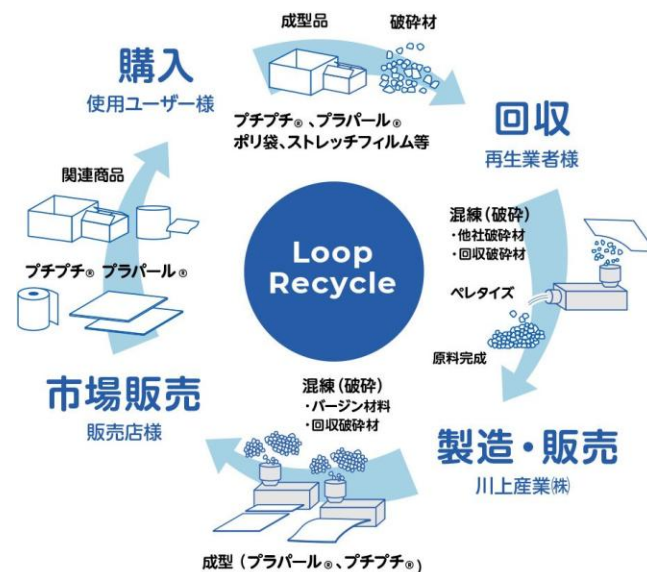 購入
使用ユーザー様
成型品
破砕材
プチプチ®、プラパール®
ポリ袋、ストレッチフィルム等
回収
再生業者様
混練（破砕）
・他社破砕材
・回収破砕材
ペレタイズ
原料完成
製造・販売
川上産業㈱
混練（破砕）
・バージン材料
・回収破砕材
成型（プラパール®、プチプチ®）
市場販売
販売店様
関連商品
プチプチ® プラパール®
Loop
Recycle